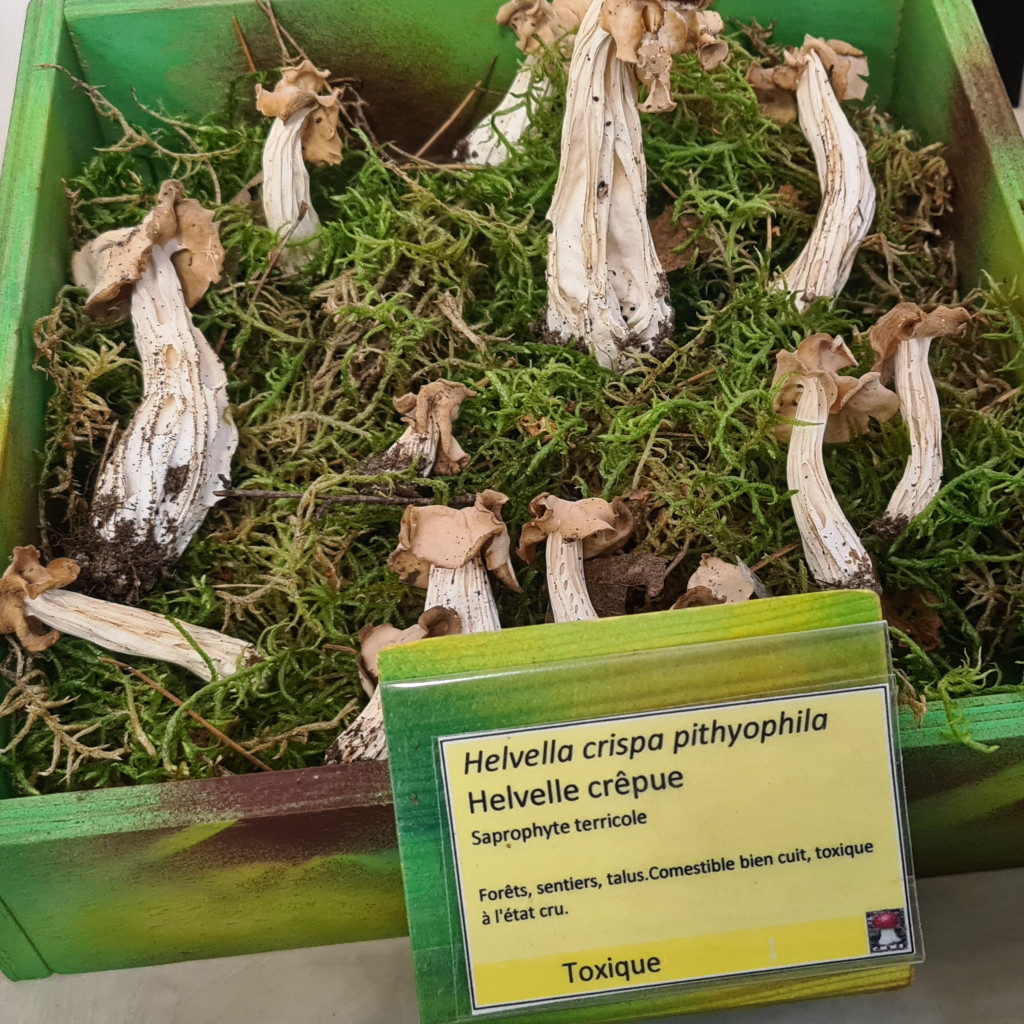 Helvella crispa pithyophila
Helvelle crêpue
Saprophyte terricole
Forêts, sentiers, talus.Comestible bien cuit, toxique
à l'état cru.
Toxique